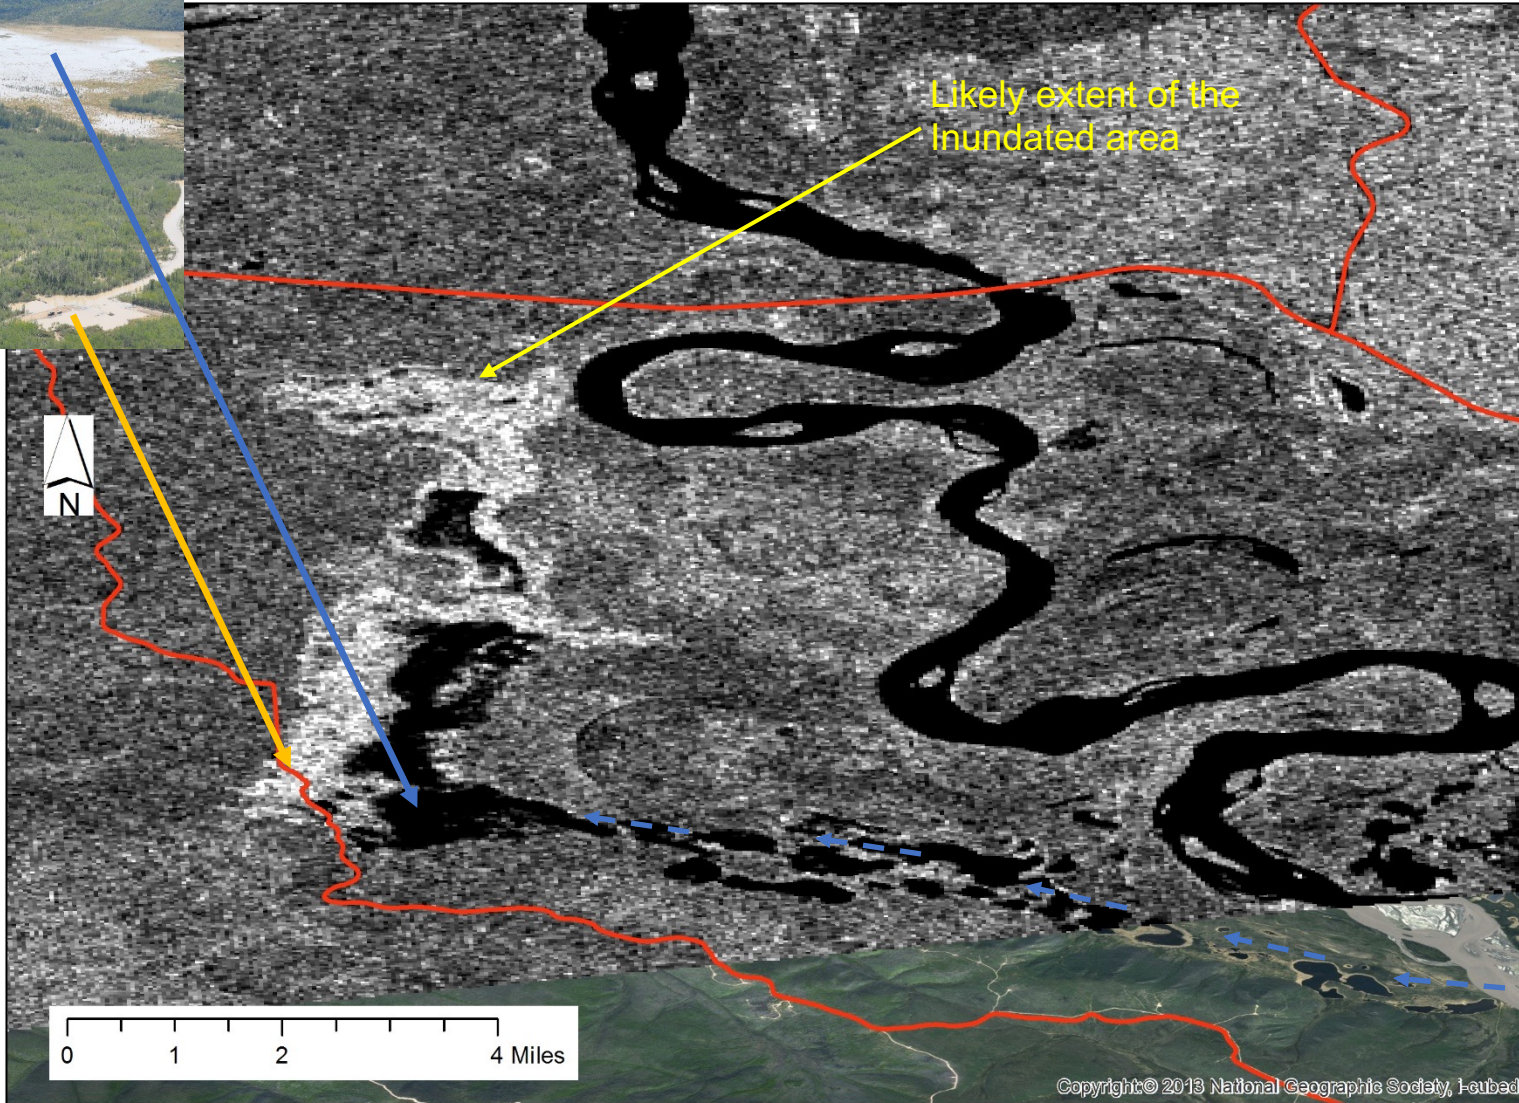 Likely extent of the
Inundated area
N
0 1 2 4 Miles
Copyright:© 2013 National Geographic Society, i-cubed